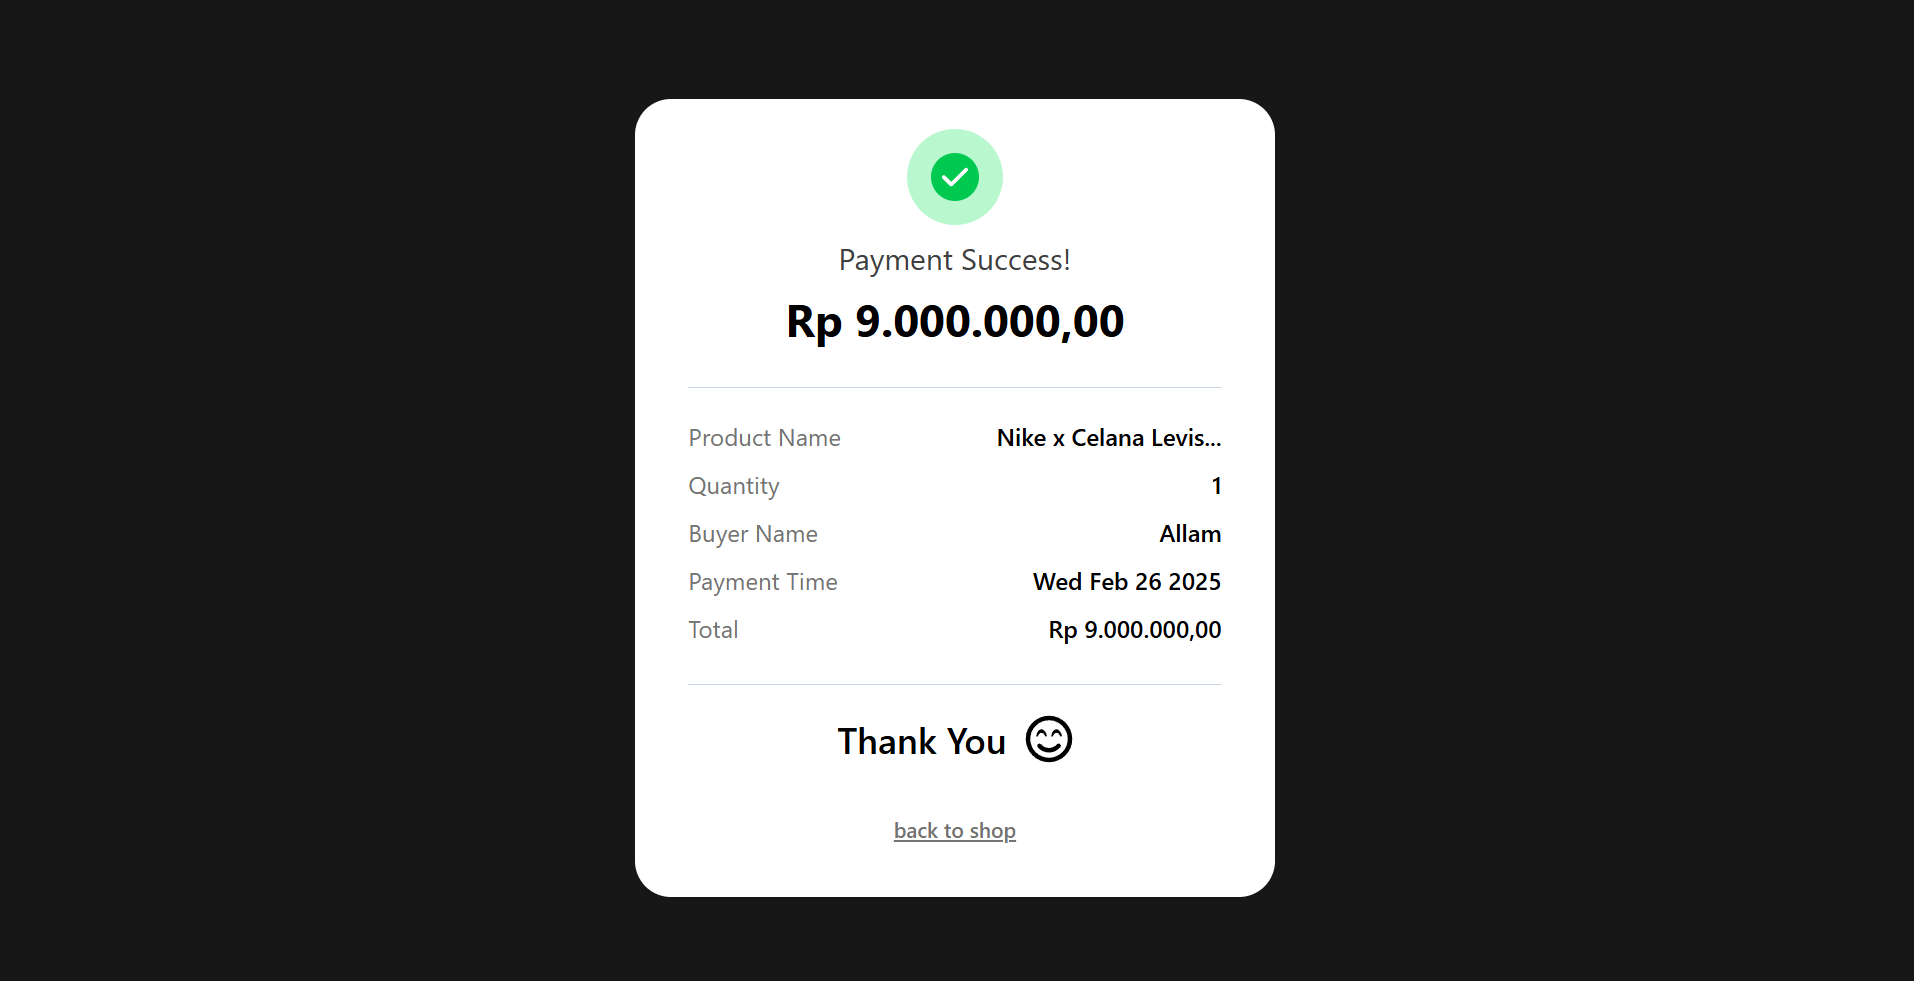 Payment Success!
Rp 9.000.000,00
Product Name Nike x Celana Levis...
Quantity 1
Buyer Name Allam
Payment Time Wed Feb 26 2025
Total Rp 9.000.000,00
Thank You
back to shop